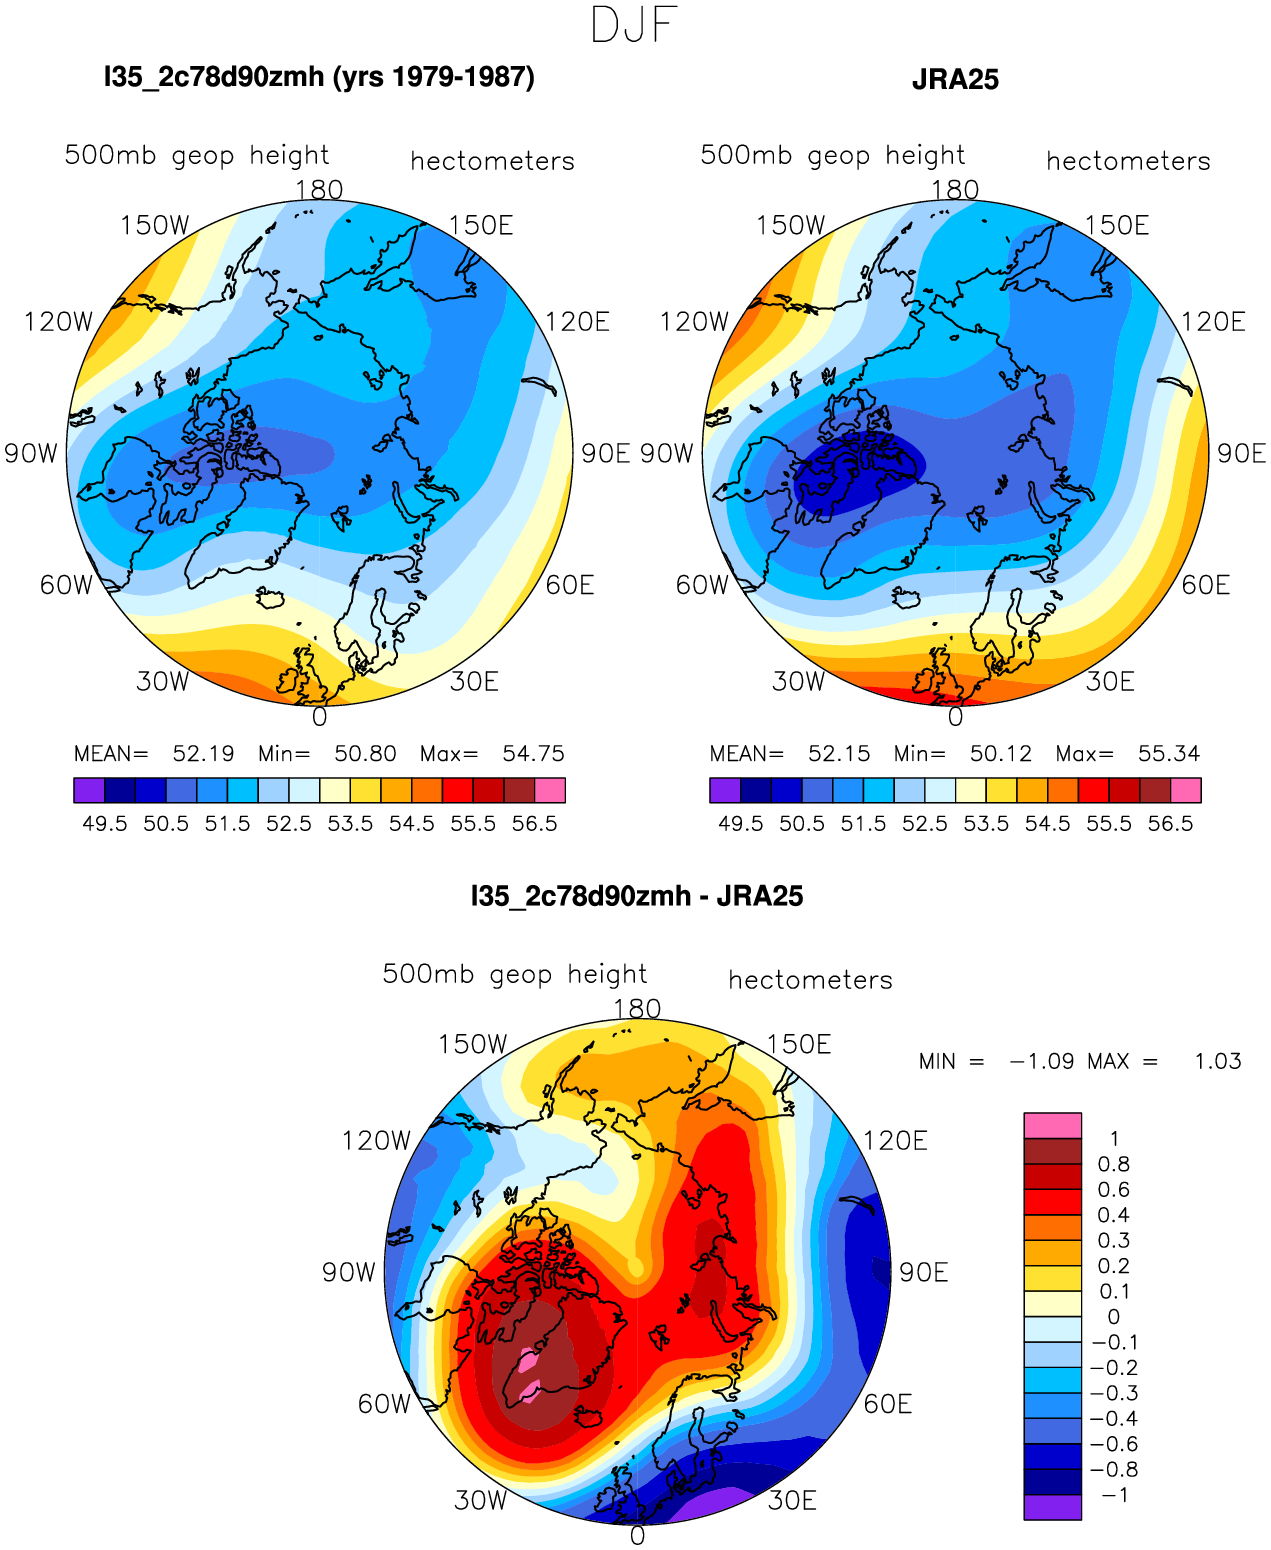 DJF
l35_2c78d90zmh (yrs 1979-1987)
JRA25
500mb geop height hectometers
500mb geop height hectometers
180
180
150W 150E
150W 150E
120W 120E
120W 120E
90W 90E
90W 90E
60W 60E
60W 60E
30W 30E
30W 30E
0
0
MEAN= 52.19 Min= 50.80 Max= 54.75
MEAN= 52.15 Min= 50.12 Max= 55.34
49.5 50.5 51.5 52.5 53.5 54.5 55.5 56.5
49.5 50.5 51.5 52.5 53.5 54.5 55.5 56.5
l35_2c78d90zmh - JRA25
500mb geop height hectometers
180
150W 150E
MIN = −1.09 MAX = 1.03
120W 120E
90W 90E
60W 60E
30W 30E
0
1
0.8
0.6
0.4
0.3
0.2
0.1
0
−0.1
−0.2
−0.3
−0.4
−0.6
−0.8
−1